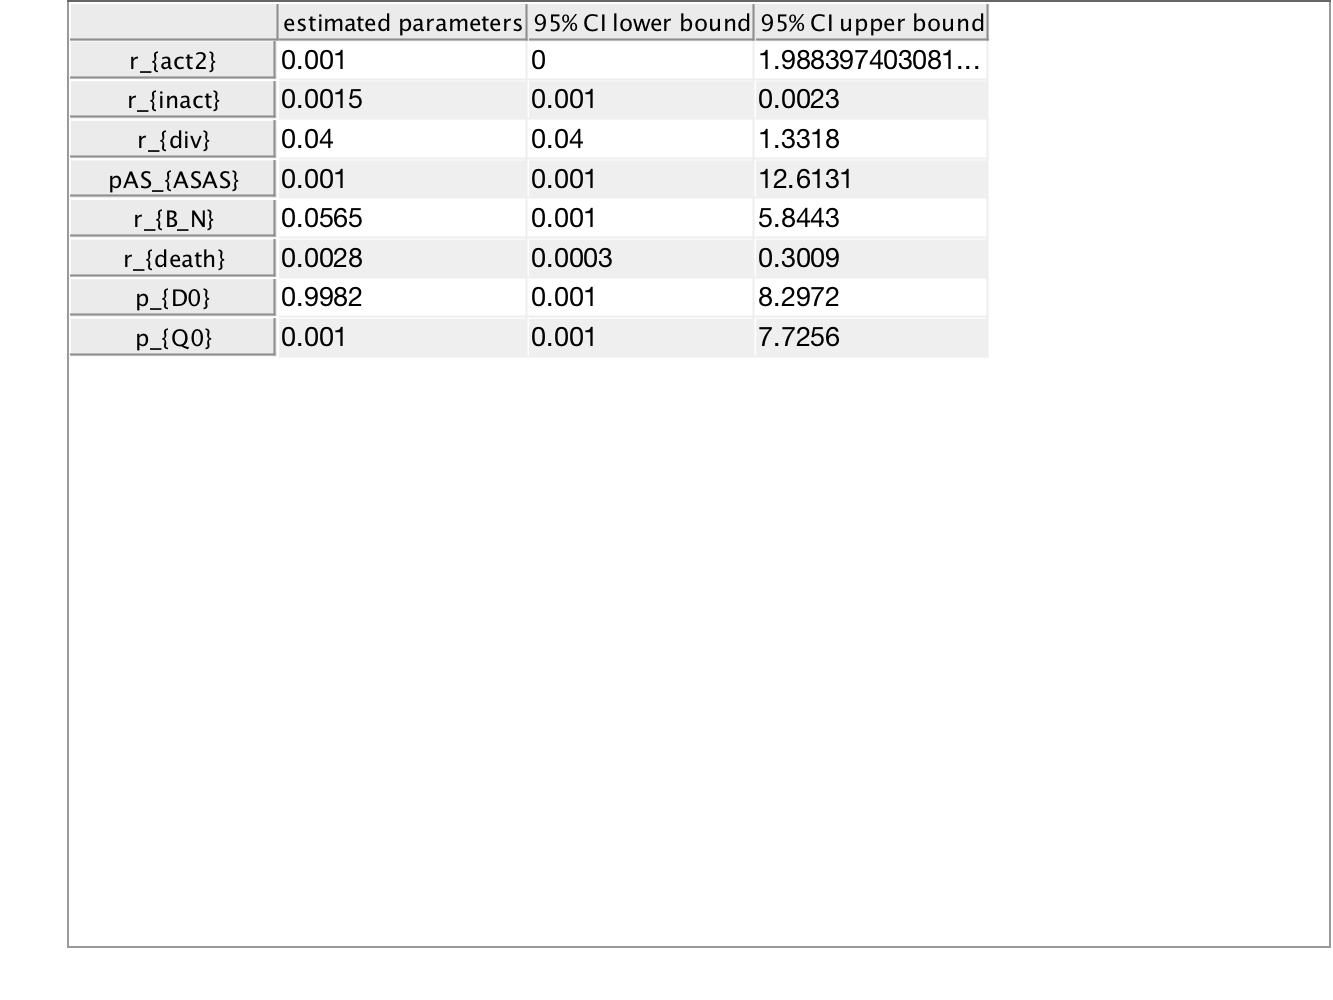 estimated parameters 95% CI lower bound 95% CI upper bound
r_{act2} 0.001 0 1.988397403081...
r_{inact} 0.0015 0.001 0.0023
r_{div} 0.04 0.04 1.3318
pAS_{ASAS} 0.001 0.001 12.6131
r_{B_N} 0.0565 0.001 5.8443
r_{death} 0.0028 0.0003 0.3009
p_{D0} 0.9982 0.001 8.2972
p_{Q0} 0.001 0.001 7.7256